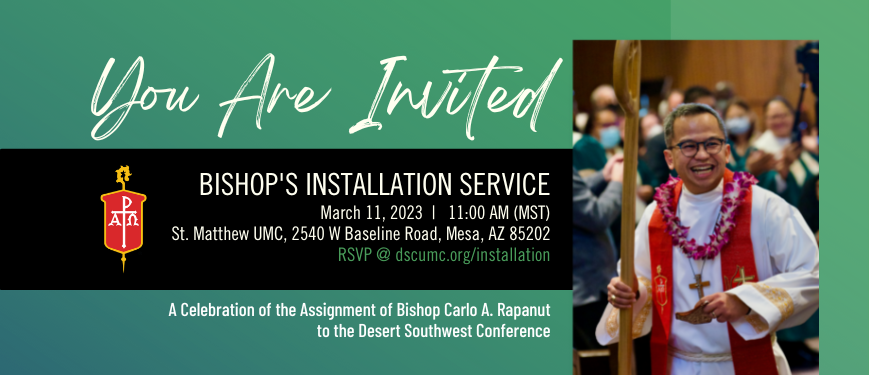 You Are Invited
BISHOP'S INSTALLATION SERVICE
March 11, 2023 | 11:00 AM (MST)
St. Matthew UMC, 2540 W Baseline Road, Mesa, AZ 85202
RSVP @ dscumc.org/installation
A Celebration of the Assignment of Bishop Carlo A. Rapanut
to the Desert Southwest Conference